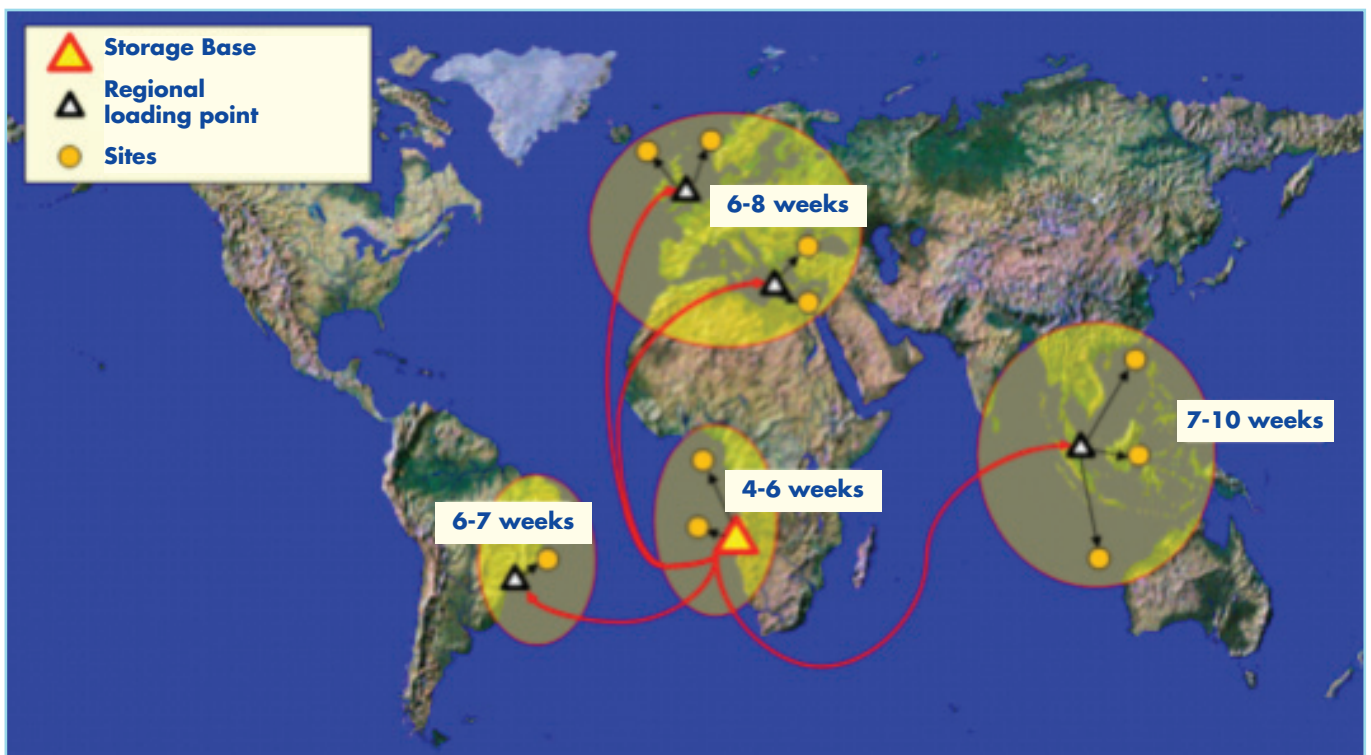 Storage Base
Regional
loading point
Sites
6-8 weeks
7-10 weeks
4-6 weeks
6-7 weeks